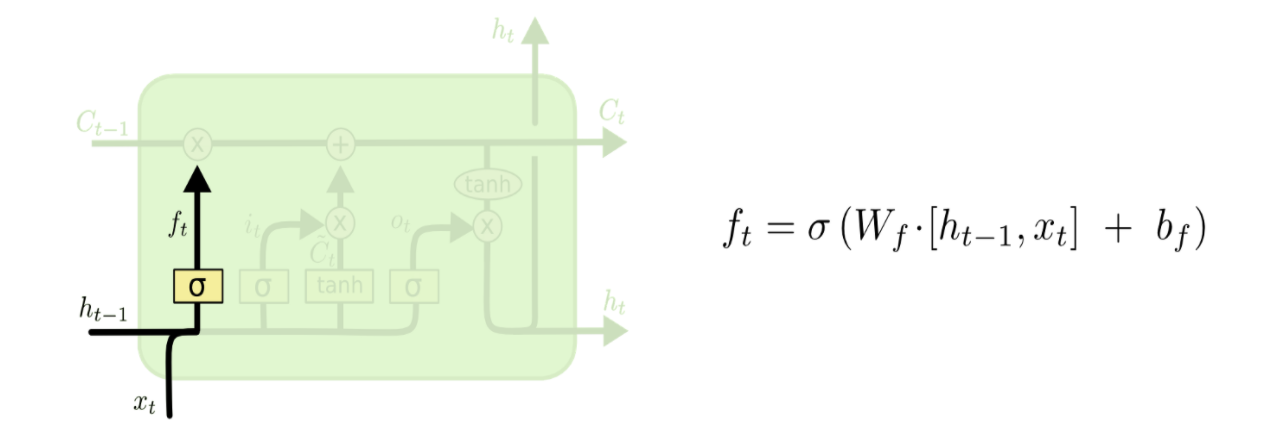 h_t
C_{t-1}
C_t
x
+
tanh
f_t
i_t
x
o_t
x
C̃_t
σ
σ
tanh
σ
h_{t-1}
h_t
x_t
f_t = σ (W_f · [h_{t-1}, x_t] + b_f)